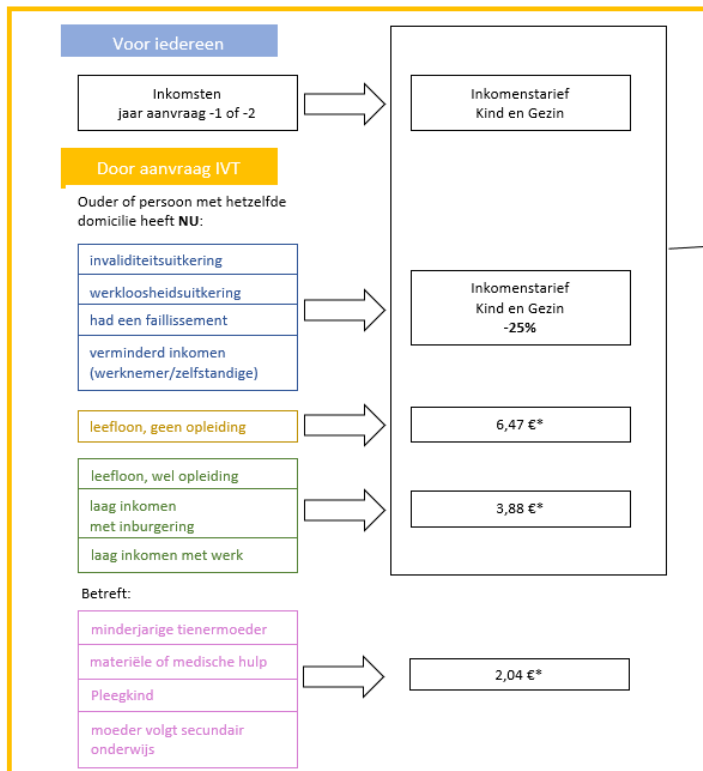 Voor iedereen
Inkomsten
jaar aanvraag -1 of -2
Inkomenstarief
Kind en Gezin
Door aanvraag IVT
Ouder of persoon met hetzelfde
domicilie heeft NU:
invaliditeitsuitkering
werkloosheidsuitkering
had een faillissement
verminderd inkomen
(werknemer/zelfstandige)
Inkomenstarief
Kind en Gezin
-25%
leefloon, geen opleiding
6,47 €*
leefloon, wel opleiding
laag inkomen
met inburgering
laag inkomen met werk
3,88 €*
Betreft:
minderjarige tienermoeder
materiële of medische hulp
Pleegkind
moeder volgt secundair
onderwijs
2,04 €*